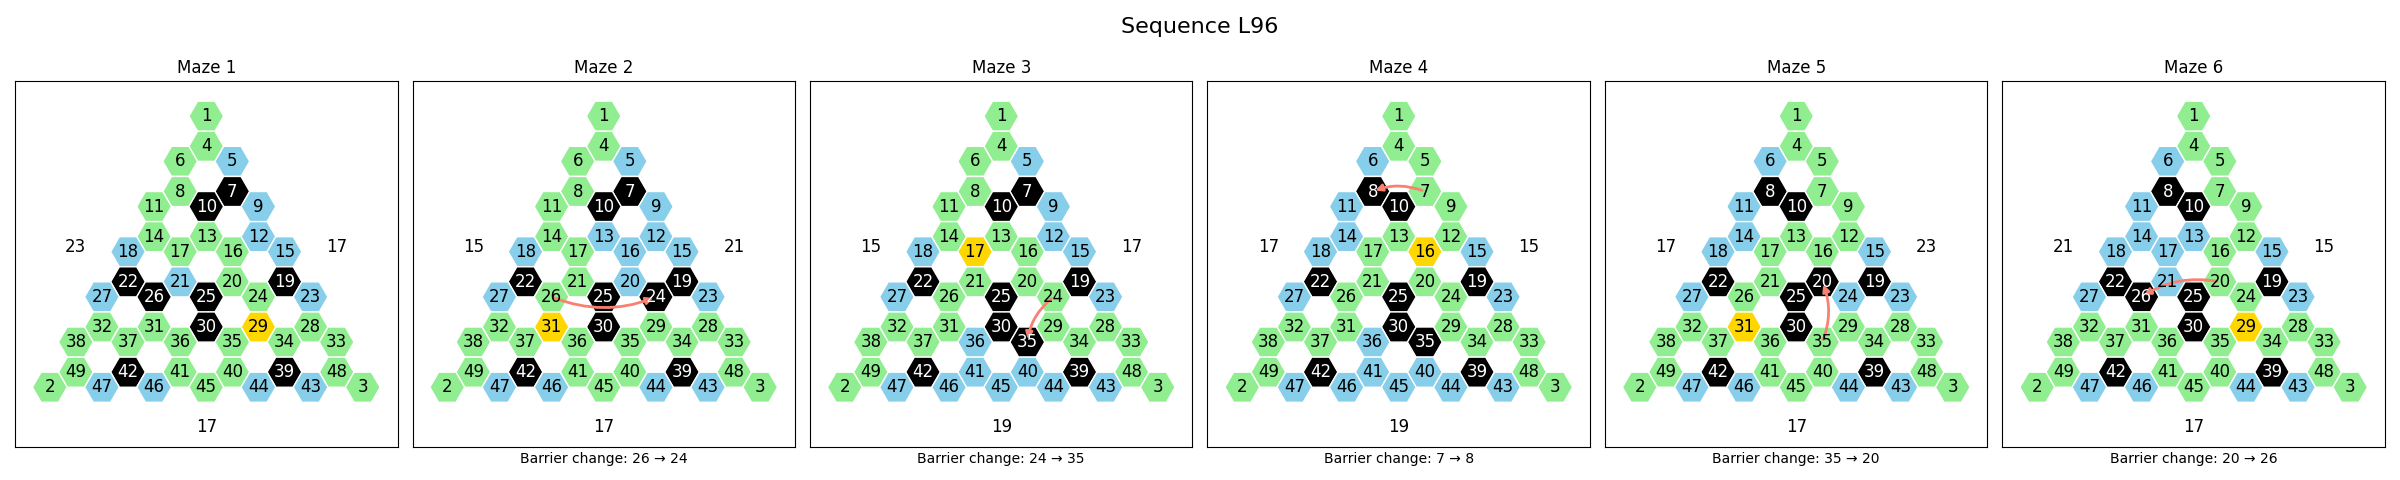 Sequence L96
Maze 1
1
4
6 5
8 7
11 10 9
14 13 12
23 18 17 16 15 17
22 21 20 19
27 26 25 24 23
32 31 30 29 28
38 37 36 35 34 33
49 42 41 40 39 48
2 47 46 45 44 43 3
17
Maze 2
1
4
6 5
8 7
11 10 9
14 13 12
15 18 17 16 15 21
22 21 20 19
27 26 25 24 23
32 31 30 29 28
38 37 36 35 34 33
49 42 41 40 39 48
2 47 46 45 44 43 3
17
Barrier change: 26 → 24
Maze 3
1
4
6 5
8 7
11 10 9
14 13 12
15 18 17 16 15 17
22 21 20 19
27 26 25 24 23
32 31 30 29 28
38 37 36 35 34 33
49 42 41 40 39 48
2 47 46 45 44 43 3
19
Barrier change: 24 → 35
Maze 4
1
4
6 5
8 7
11 10 9
14 13 12
17 18 17 16 15 15
22 21 20 19
27 26 25 24 23
32 31 30 29 28
38 37 36 35 34 33
49 42 41 40 39 48
2 47 46 45 44 43 3
19
Barrier change: 7 → 8
Maze 5
1
4
6 5
8 7
11 10 9
14 13 12
17 18 17 16 15 23
22 21 20 19
27 26 25 24 23
32 31 30 29 28
38 37 36 35 34 33
49 42 41 40 39 48
2 47 46 45 44 43 3
17
Barrier change: 35 → 20
Maze 6
1
4
6 5
8 7
11 10 9
14 13 12
21 18 17 16 15 15
22 21 20 19
27 26 25 24 23
32 31 30 29 28
38 37 36 35 34 33
49 42 41 40 39 48
2 47 46 45 44 43 3
17
Barrier change: 20 → 26